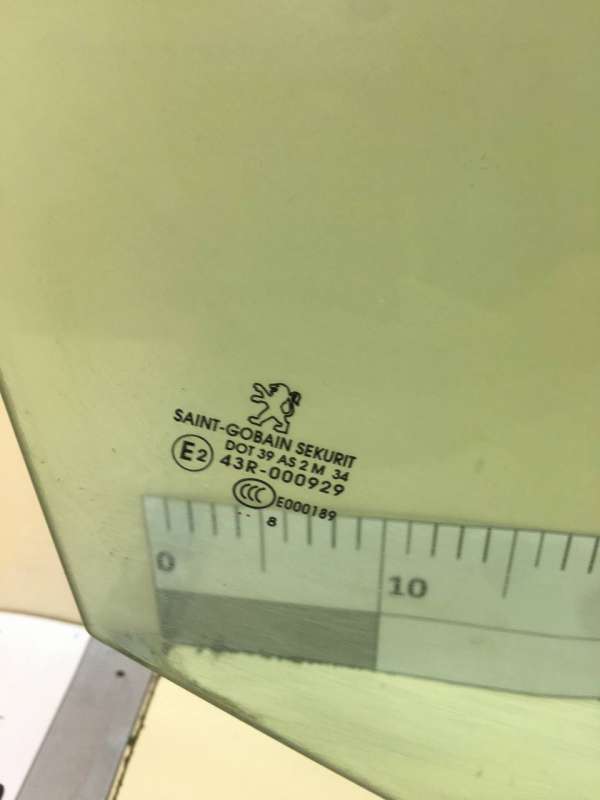 SAINT-GOBAIN SEKURIT
DOT 39 AS 2 M 34
E2 43R-000929
CCC E000189
.. 8
0 10